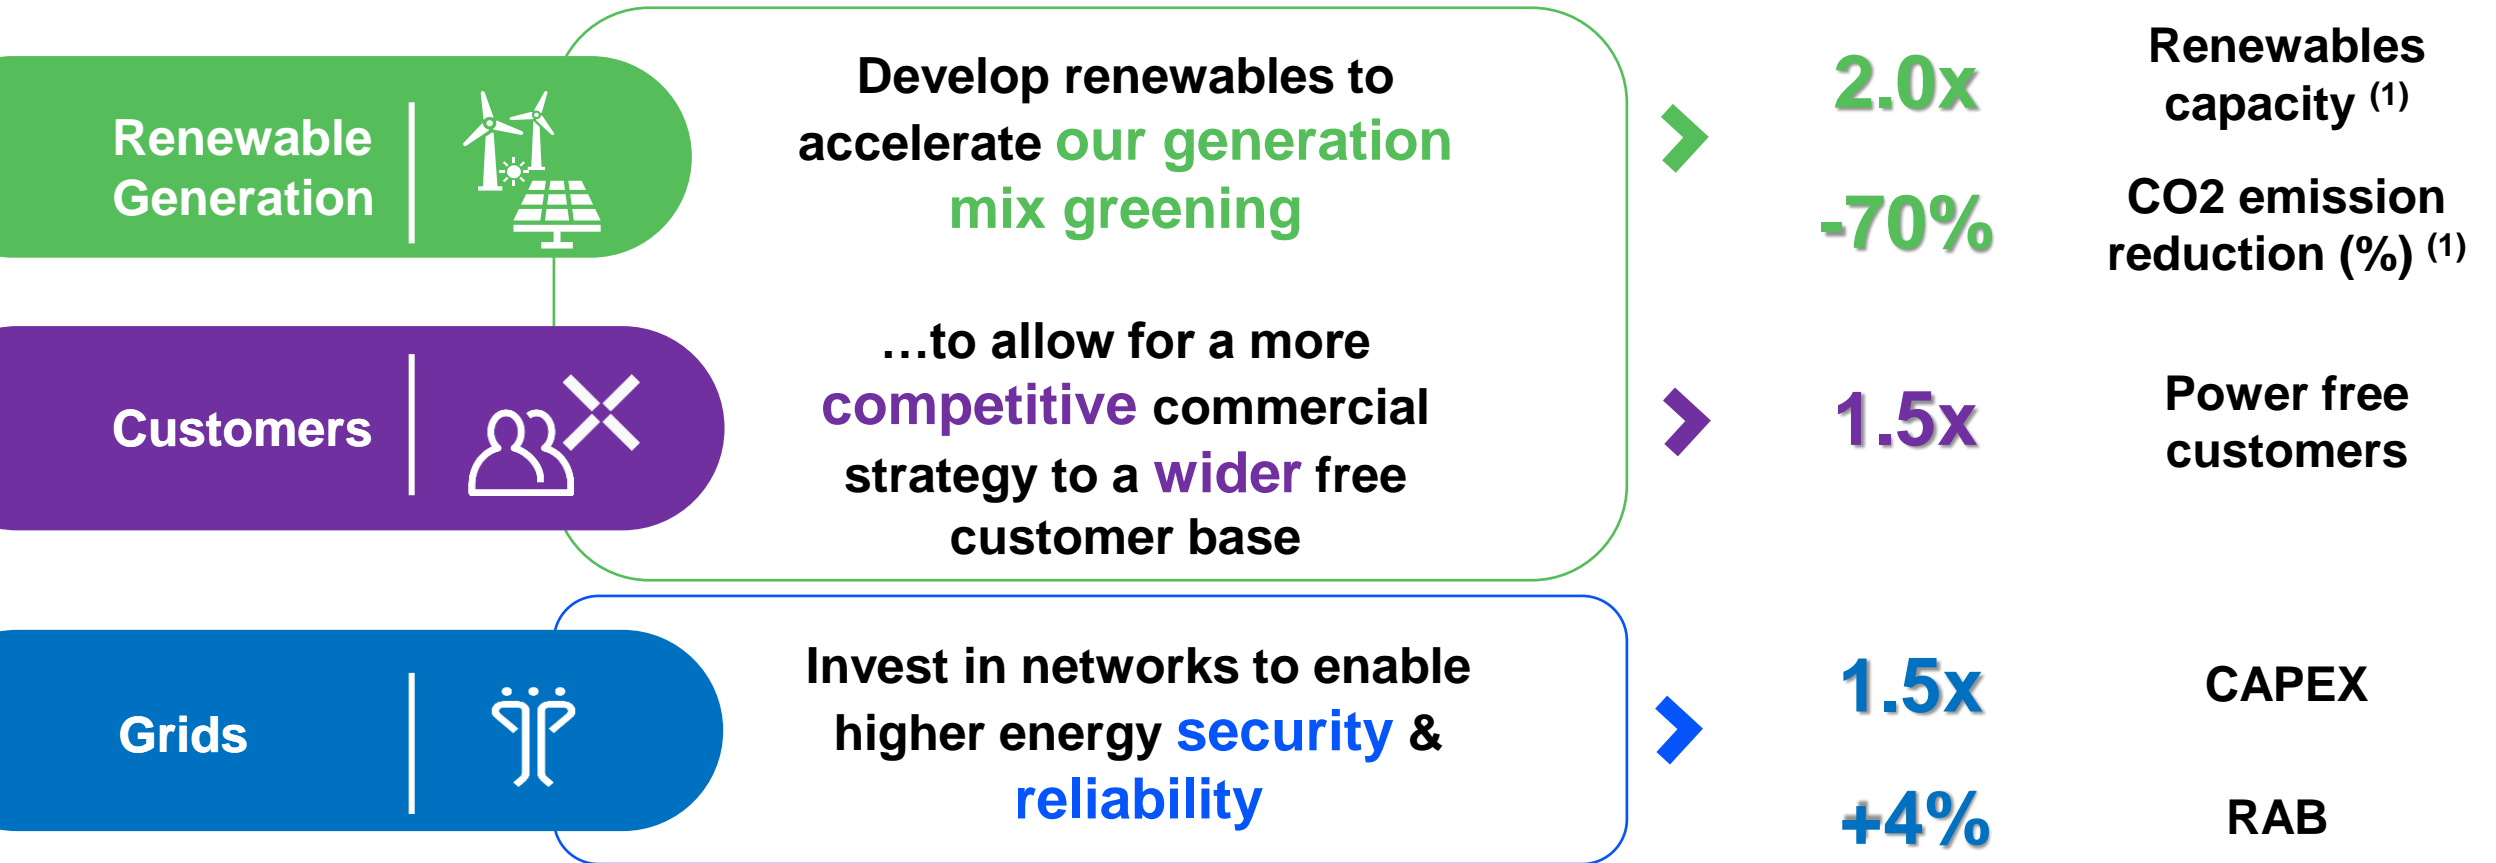 Renewable
Generation
Develop renewables to
accelerate our generation
mix greening
2.0x
Renewables
capacity (1)
-70%
CO2 emission
reduction (%) (1)
Customers
…to allow for a more
competitive commercial
strategy to a wider free
customer base
1.5x
Power free
customers
Grids
Invest in networks to enable
higher energy security &
reliability
1.5x
CAPEX
+4%
RAB